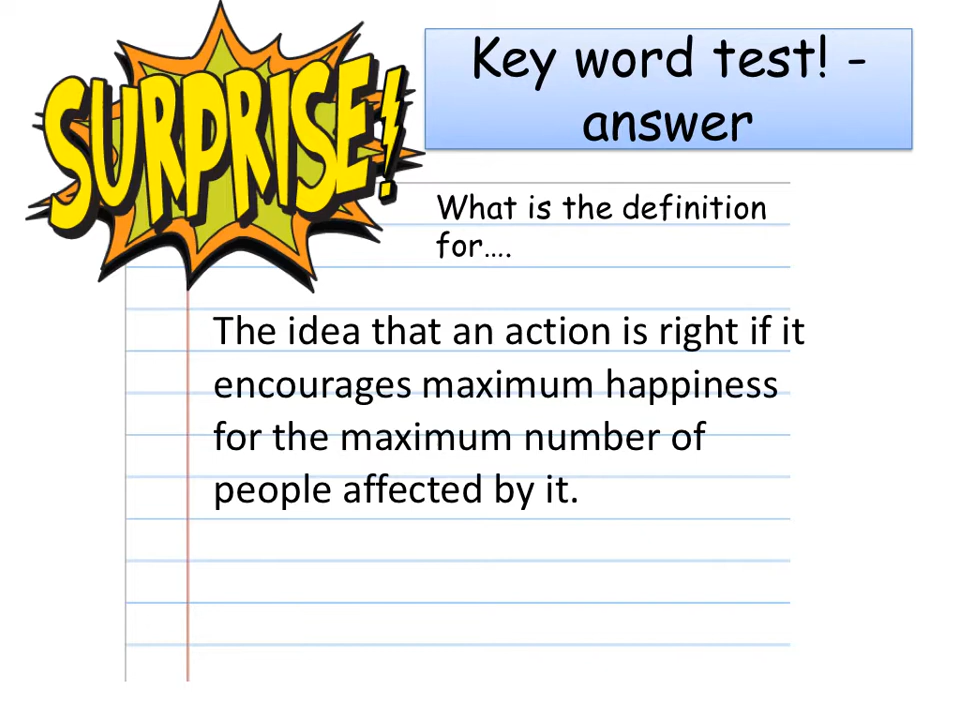 SURPRISE!
Key word test! -
answer
What is the definition
for....
The idea that an action is right if it
encourages maximum happiness
for the maximum number of
people affected by it.